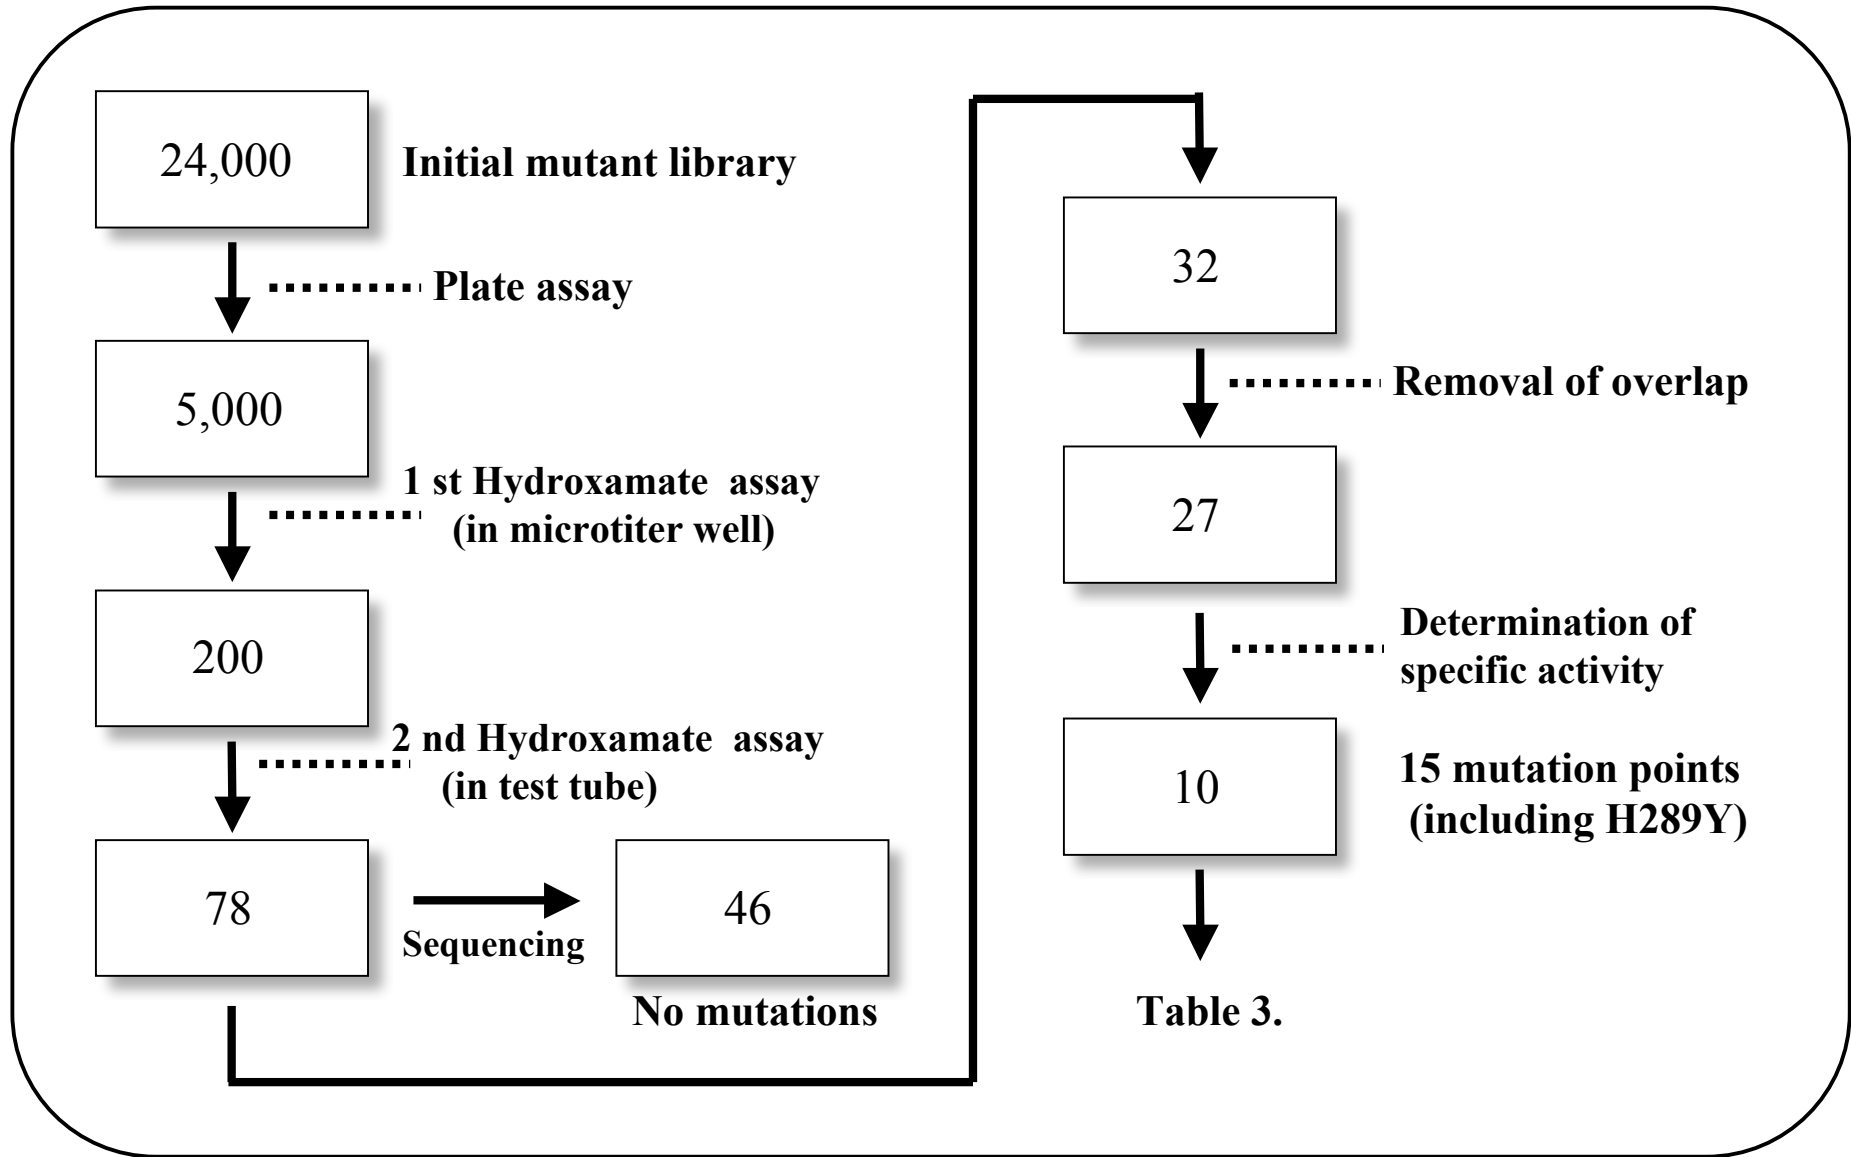 24,000
Initial mutant library
Plate assay
5,000
1 st Hydroxamate assay
(in microtiter well)
200
2 nd Hydroxamate assay
(in test tube)
78
Sequencing
46
No mutations
32
Removal of overlap
27
Determination of
specific activity
10
15 mutation points
(including H289Y)
Table 3.